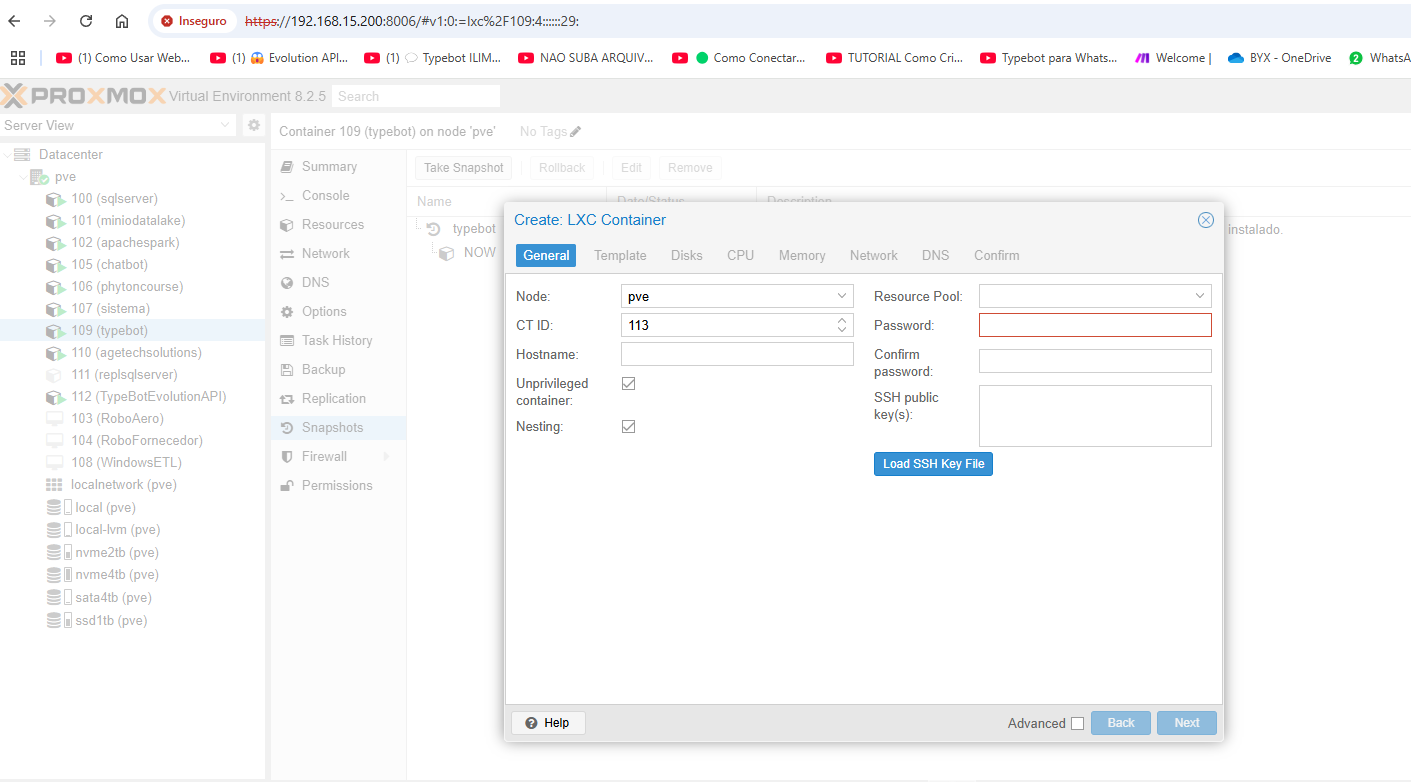 Inseguro https://192.168.15.200:8006/#v1:0:=lxc%2F109:4::::::29:
(1) Como Usar Web... (1) 😱 Evolution API... (1) 💬 Typebot ILIM... NAO SUBA ARQUIV... Como Conectar... TUTORIAL Como Cri... Typebot para Whats... Welcome | BYX - OneDrive WhatsA
PROXMOX Virtual Environment 8.2.5 Search
Server View
Datacenter
pve
100 (sqlserver)
101 (miniodatalake)
102 (apachespark)
105 (chatbot)
106 (phytoncourse)
107 (sistema)
109 (typebot)
110 (agetechsolutions)
111 (replsqlserver)
112 (TypeBotEvolutionAPI)
103 (RoboAero)
104 (RoboFornecedor)
108 (WindowsETL)
localnetwork (pve)
local (pve)
local-lvm (pve)
nvme2tb (pve)
nvme4tb (pve)
sata4tb (pve)
ssd1tb (pve)
Container 109 (typebot) on node 'pve' No Tags
Summary
Console
Resources
Network
DNS
Options
Task History
Backup
Replication
Snapshots
Firewall
Permissions
Take Snapshot Rollback Edit Remove
Name Date/Status Description
typebot instalado.
NOW
Create: LXC Container
General Template Disks CPU Memory Network DNS Confirm
Node: pve
CT ID: 113
Hostname:
Unprivileged
container:
Nesting:
Resource Pool:
Password:
Confirm
password:
SSH public
key(s):
Load SSH Key File
Help Advanced Back Next